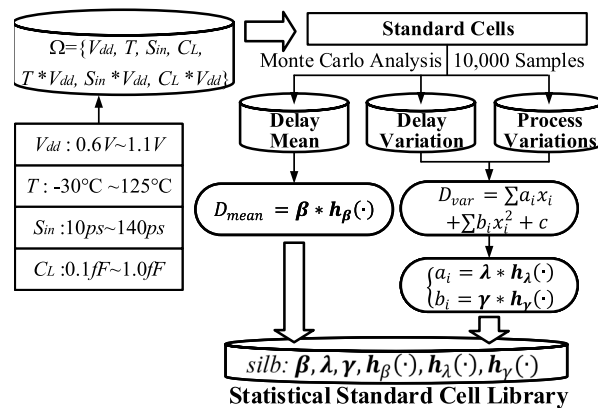 Ω={Vdd, T, Sin, CL,
T*Vdd, Sin*Vdd, CL*Vdd}
Standard Cells
Monte Carlo Analysis 10,000 Samples
Delay Mean
Delay Variation
Process Variations
Vdd : 0.6V~1.1V
T : -30°C ~125°C
Sin :10ps~140ps
CL :0.1fF~1.0fF
Dmean = β * hβ(·)
Dvar = ∑aixi
+∑bixi² + c
{ai = λ * hλ(·)
bi = γ * hγ(·)
silb: β, λ, γ, hβ(·), hλ(·), hγ(·)
Statistical Standard Cell Library